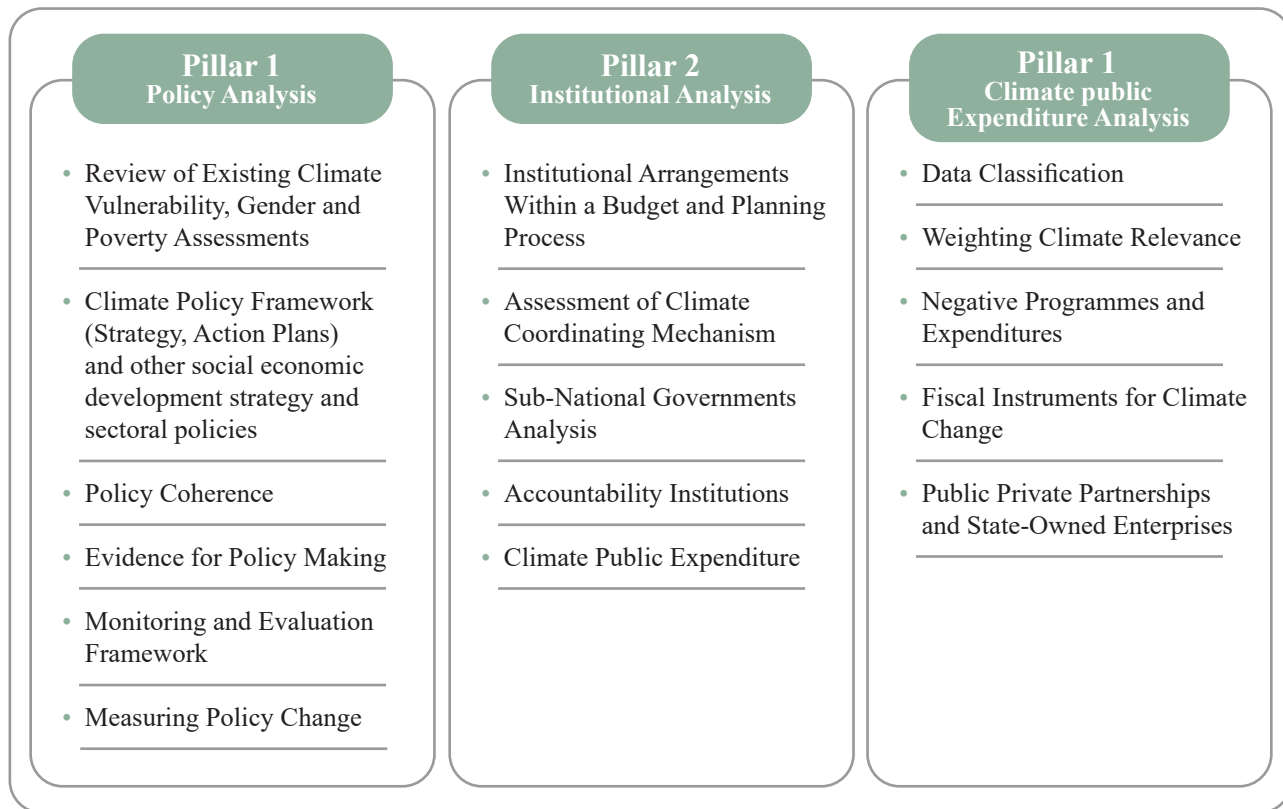 Pillar 1
Policy Analysis
• Review of Existing Climate
Vulnerability, Gender and
Poverty Assessments
• Climate Policy Framework
(Strategy, Action Plans)
and other social economic
development strategy and
sectoral policies
• Policy Coherence
• Evidence for Policy Making
• Monitoring and Evaluation
Framework
• Measuring Policy Change
Pillar 2
Institutional Analysis
• Institutional Arrangements
Within a Budget and Planning
Process
• Assessment of Climate
Coordinating Mechanism
• Sub-National Governments
Analysis
• Accountability Institutions
• Climate Public Expenditure
Pillar 1
Climate public
Expenditure Analysis
• Data Classification
• Weighting Climate Relevance
• Negative Programmes and
Expenditures
• Fiscal Instruments for Climate
Change
• Public Private Partnerships
and State-Owned Enterprises